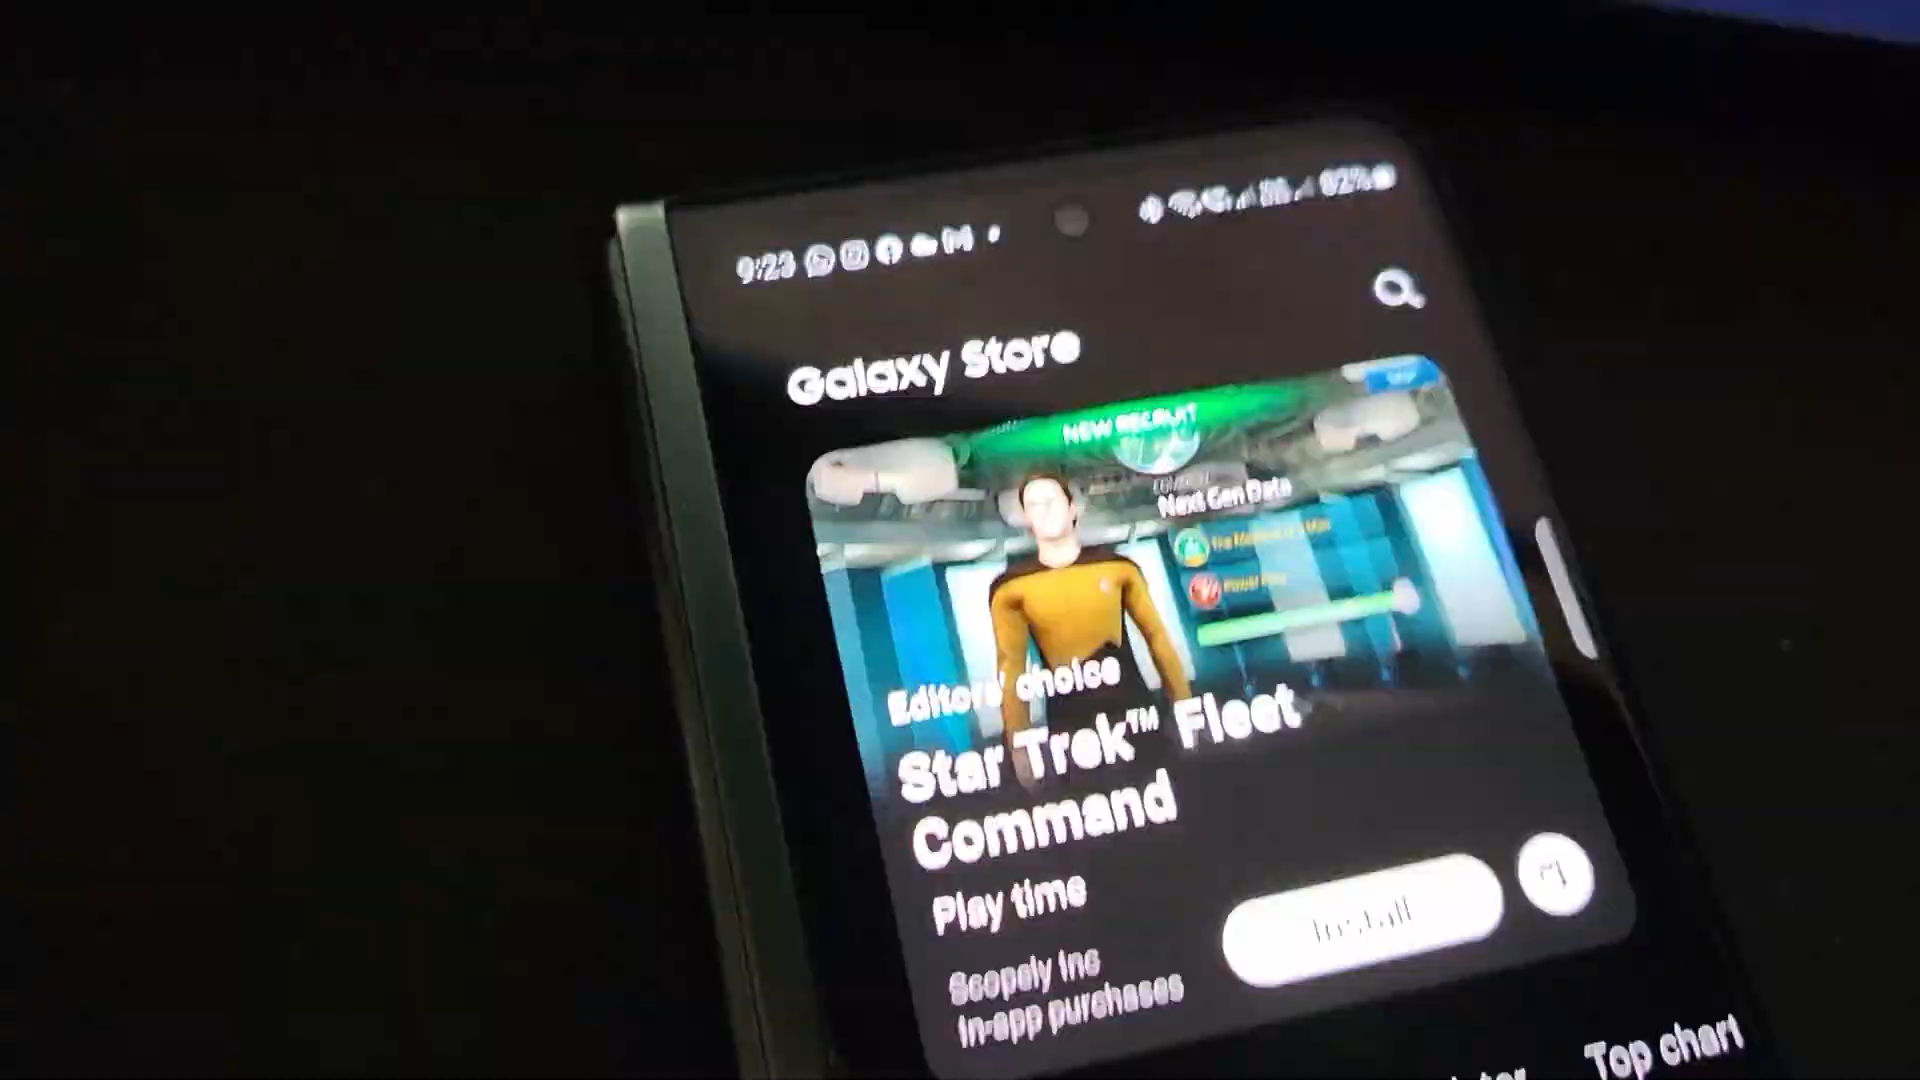 9:23
82%
Galaxy Store
NEW RECRUIT
Next Gen Data
Editors' choice
Star Trek™ Fleet
Command
Play time
Install
Scopely Inc
In-app purchases
Top chart